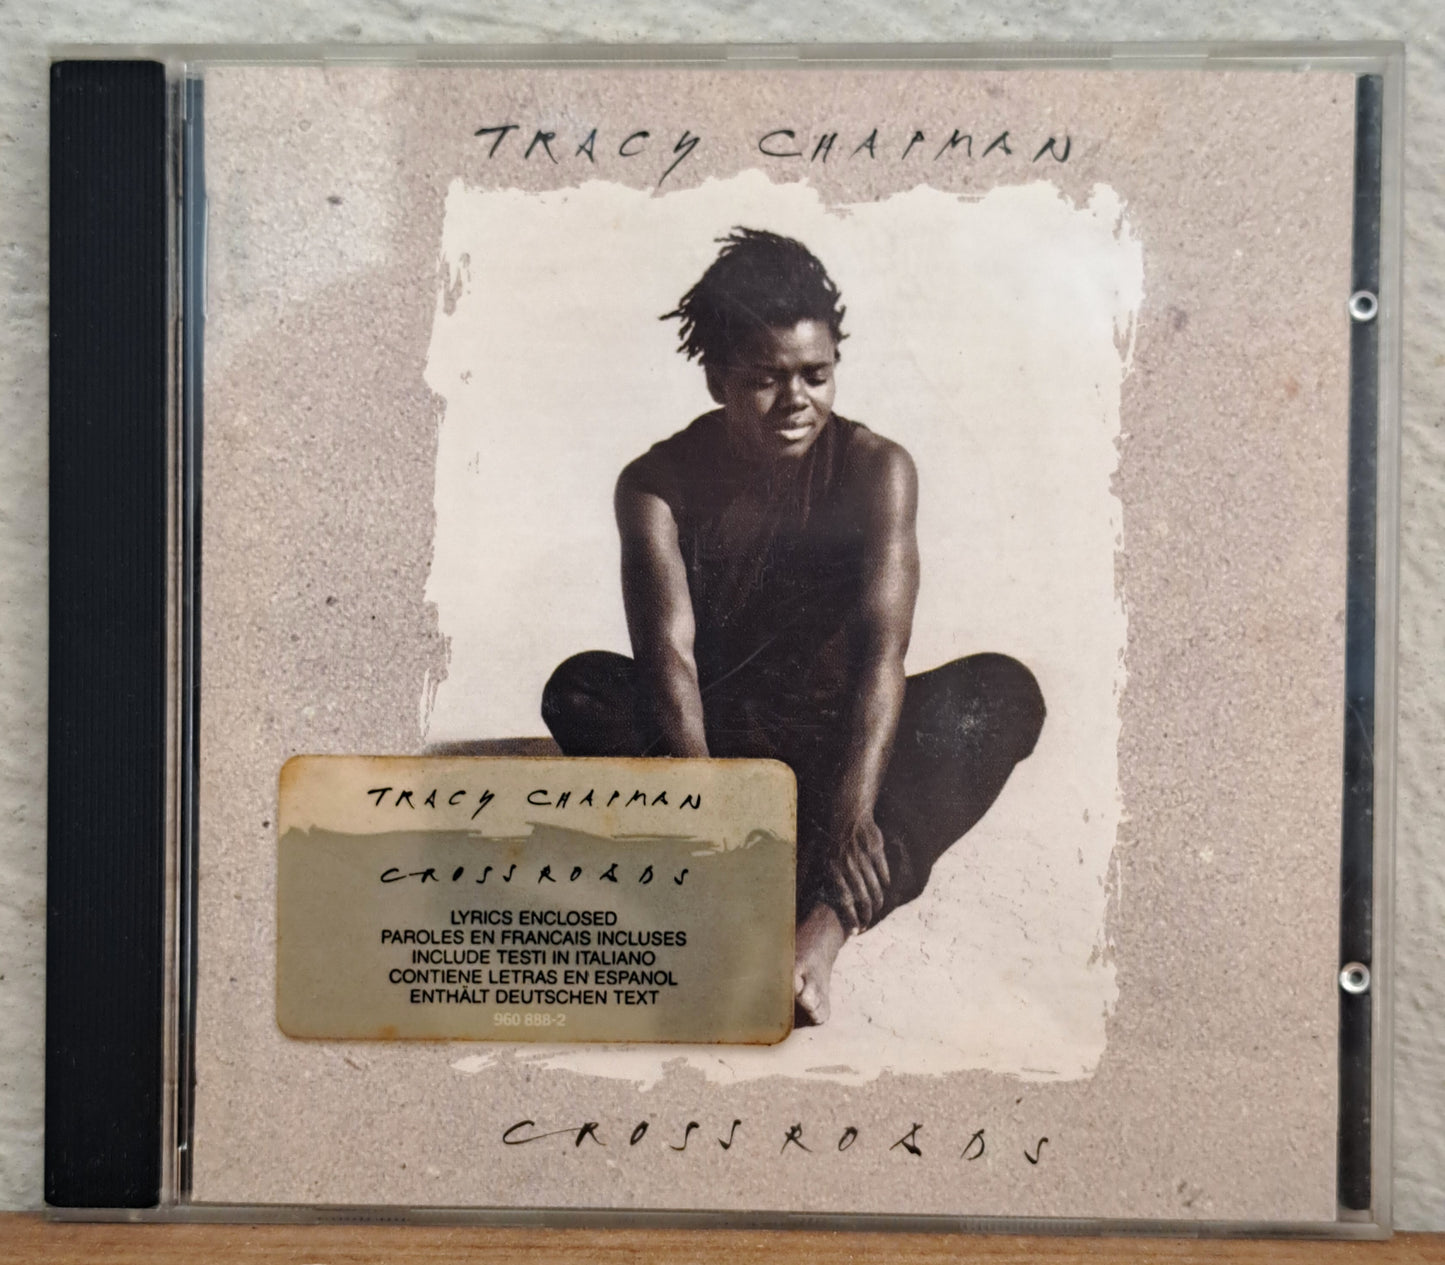 TRACY CHAPMAN
TRACY CHAPMAN
CROSSROADS
LYRICS ENCLOSED
PAROLES EN FRANCAIS INCLUSES
INCLUDE TESTI IN ITALIANO
CONTIENE LETRAS EN ESPANOL
ENTHÄLT DEUTSCHEN TEXT
960 888-2
CROSSROADS